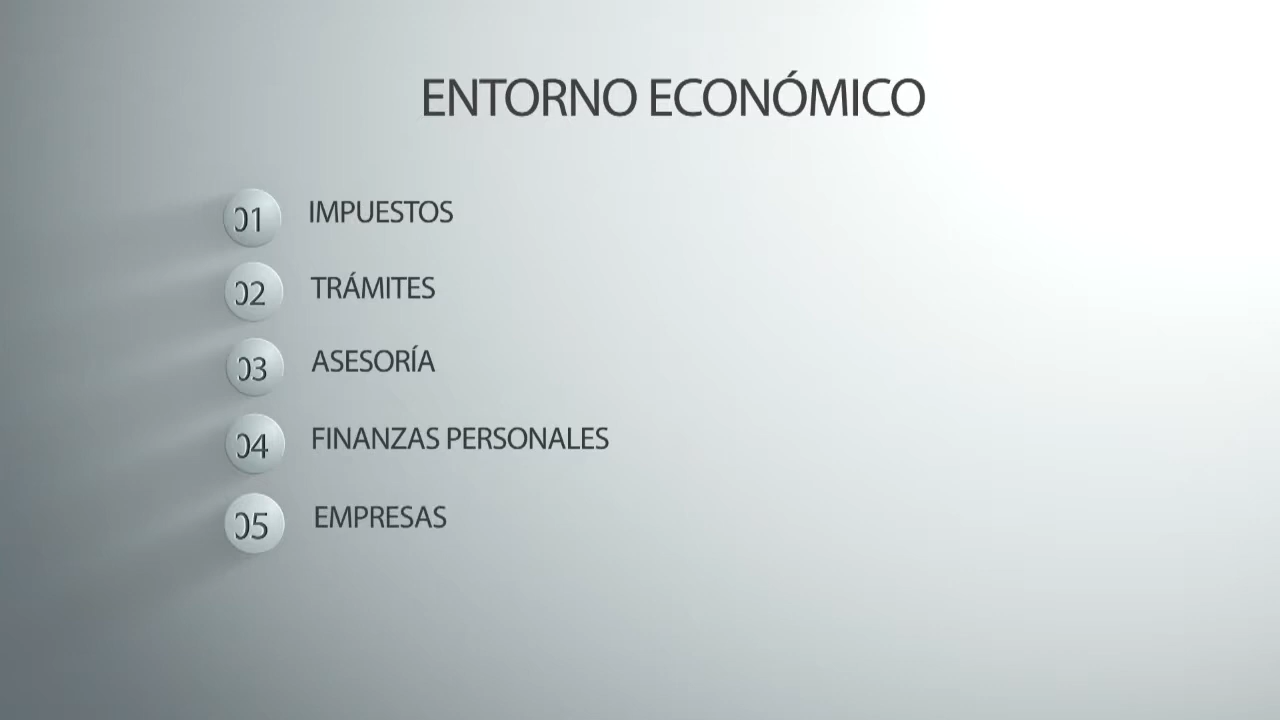 ENTORNO ECONÓMICO
01 IMPUESTOS
02 TRÁMITES
03 ASESORÍA
04 FINANZAS PERSONALES
05 EMPRESAS